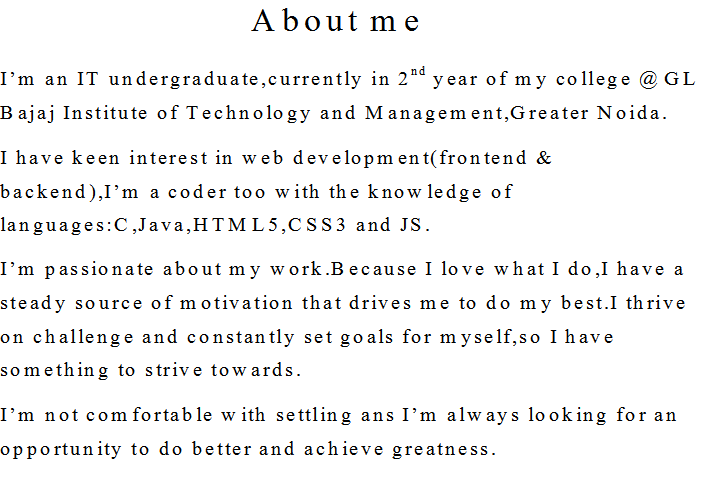 About me
I'm an IT undergraduate,currently in 2nd year of my college @ GL
Bajaj Institute of Technology and Management,Greater Noida.
I have keen interest in web development(frontend &
backend),I'm a coder too with the knowledge of
languages:C,Java,HTML5,CSS3 and JS.
I'm passionate about my work.Because I love what I do,I have a
steady source of motivation that drives me to do my best.I thrive
on challenge and constantly set goals for myself,so I have
something to strive towards.
I'm not comfortable with settling ans I'm always looking for an
opportunity to do better and achieve greatness.